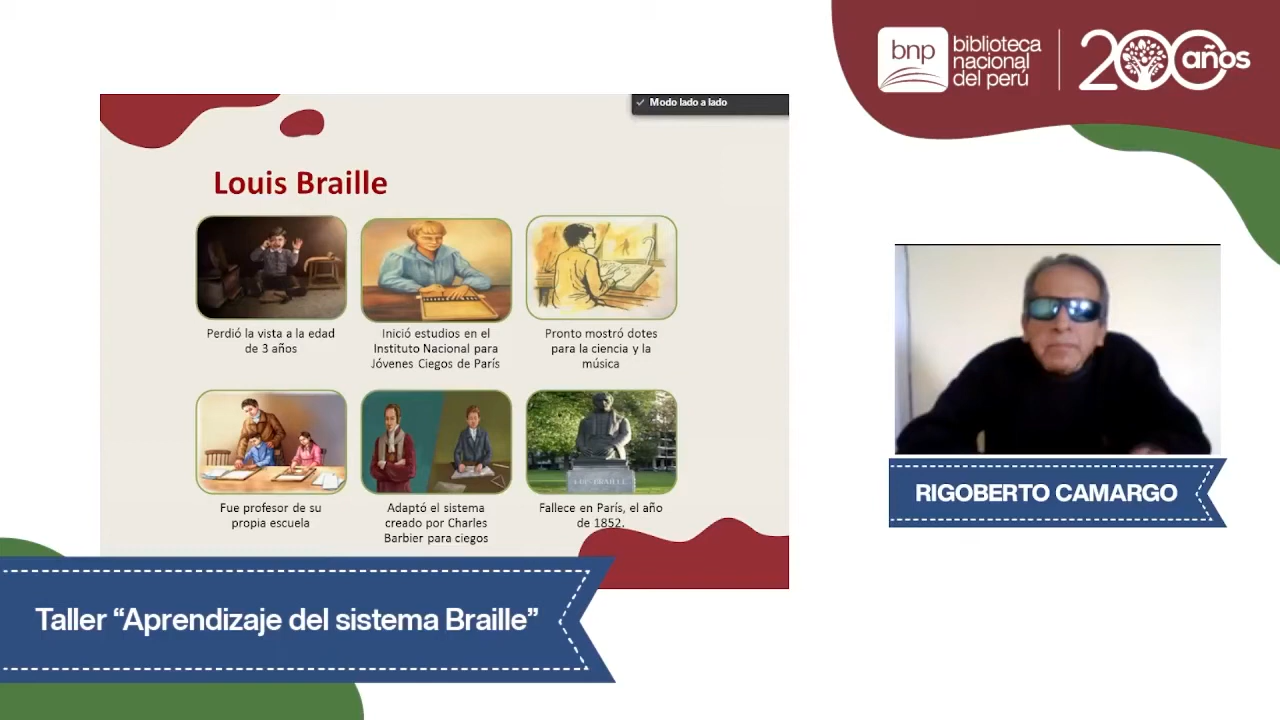 bnp
biblioteca
nacional
del perú
200 años
✓ Modo lado a lado
Louis Braille
Perdió la vista a la edad
de 3 años
Inició estudios en el
Instituto Nacional para
Jóvenes Ciegos de París
Pronto mostró dotes
para la ciencia y la
música
Fue profesor de su
propia escuela
Adaptó el sistema
creado por Charles
Barbier para ciegos
LOUIS BRAILLE
Fallece en París, el año
de 1852.
RIGOBERTO CAMARGO
Taller “Aprendizaje del sistema Braille”